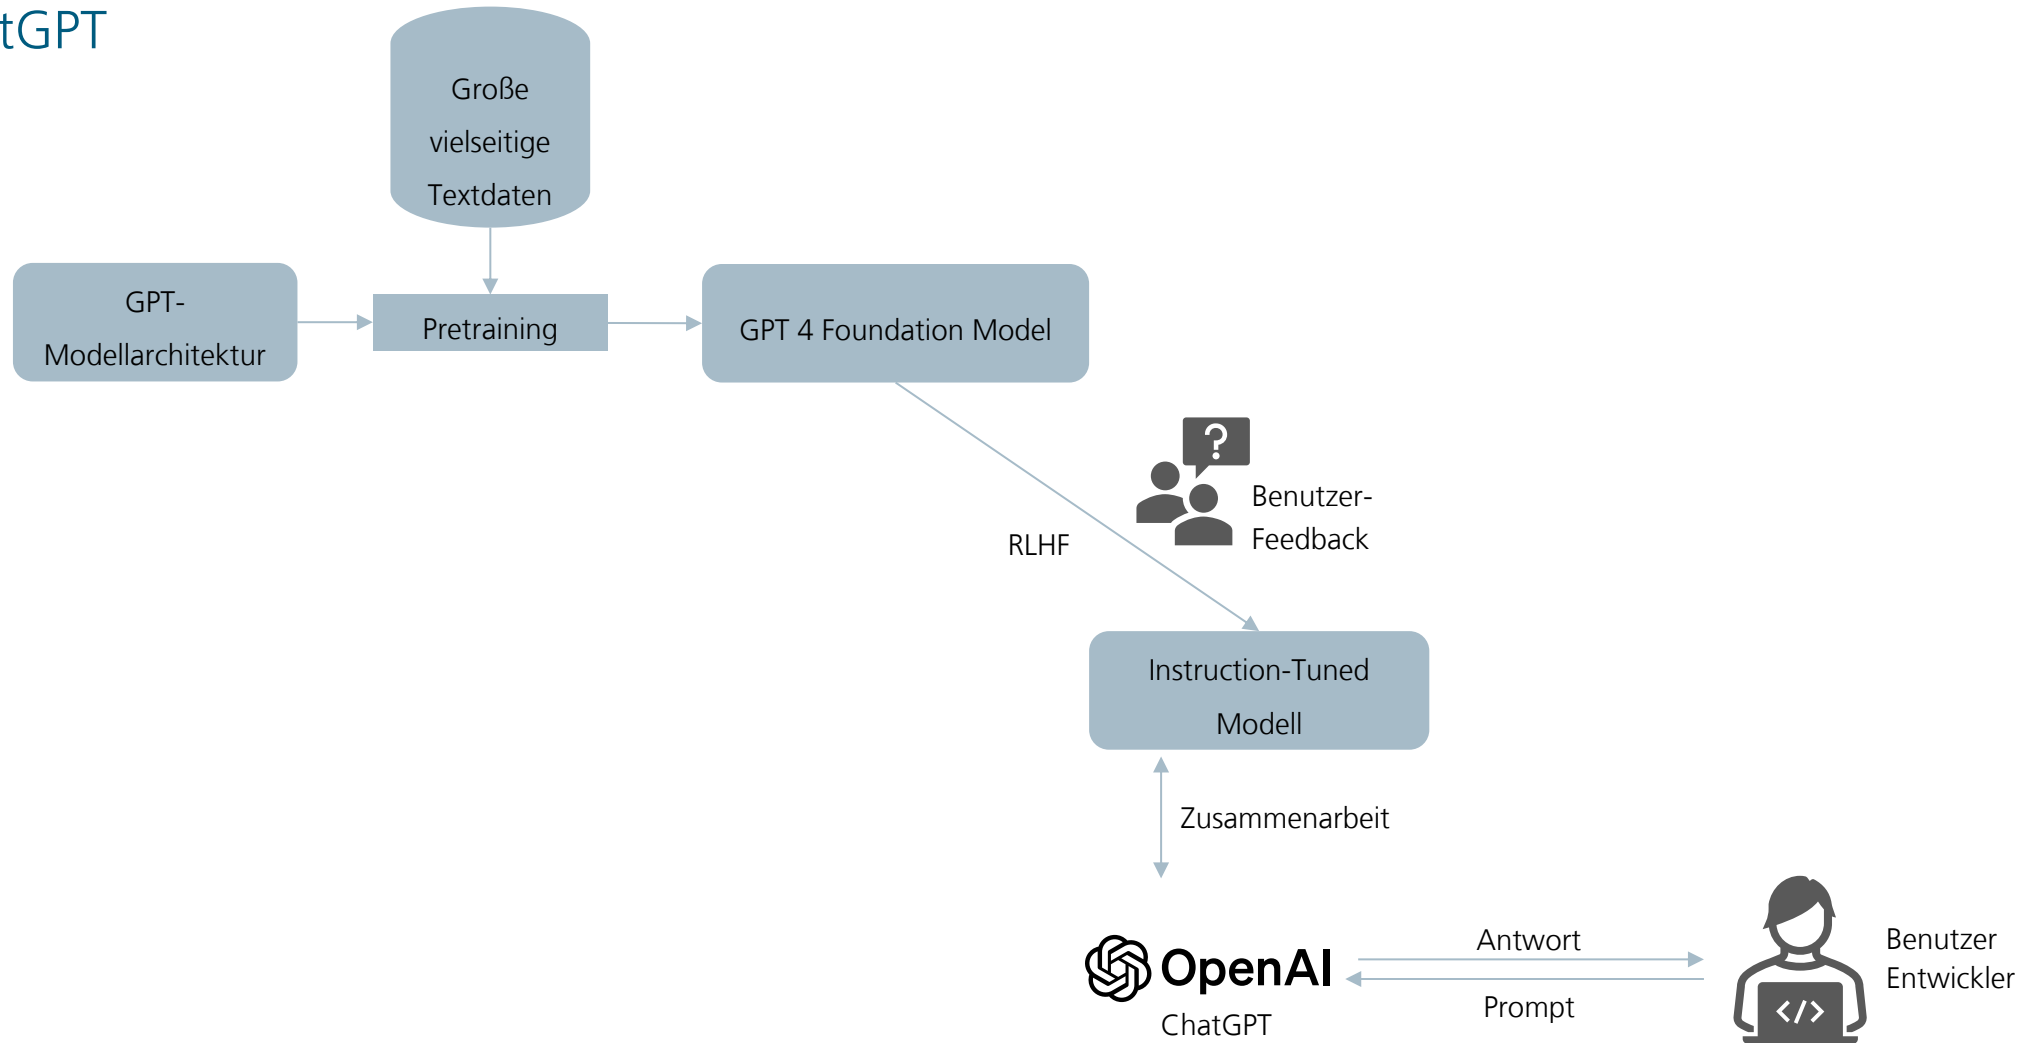 tGPT
Große
vielseitige
Textdaten
GPT-
Modellarchitektur
Pretraining
GPT 4 Foundation Model
?
Benutzer-
Feedback
RLHF
Instruction-Tuned
Modell
Zusammenarbeit
OpenAI
ChatGPT
Antwort
Prompt
Benutzer
Entwickler
</>